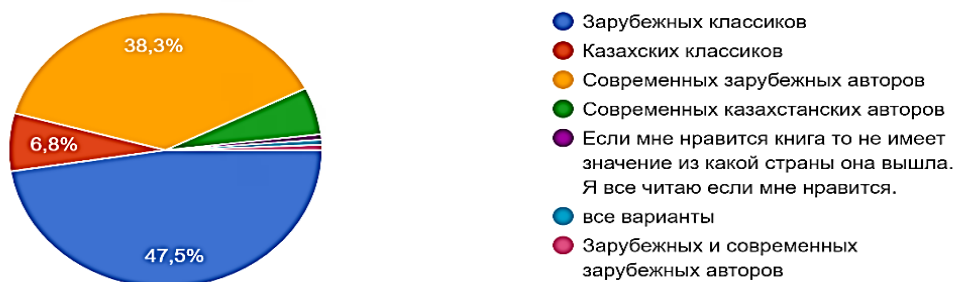 38,3%
6,8%
47,5%
Зарубежных классиков
Казахских классиков
Современных зарубежных авторов
Современных казахстанских авторов
Если мне нравится книга то не имеет
значение из какой страны она вышла.
Я все читаю если мне нравится.
все варианты
Зарубежных и современных
зарубежных авторов